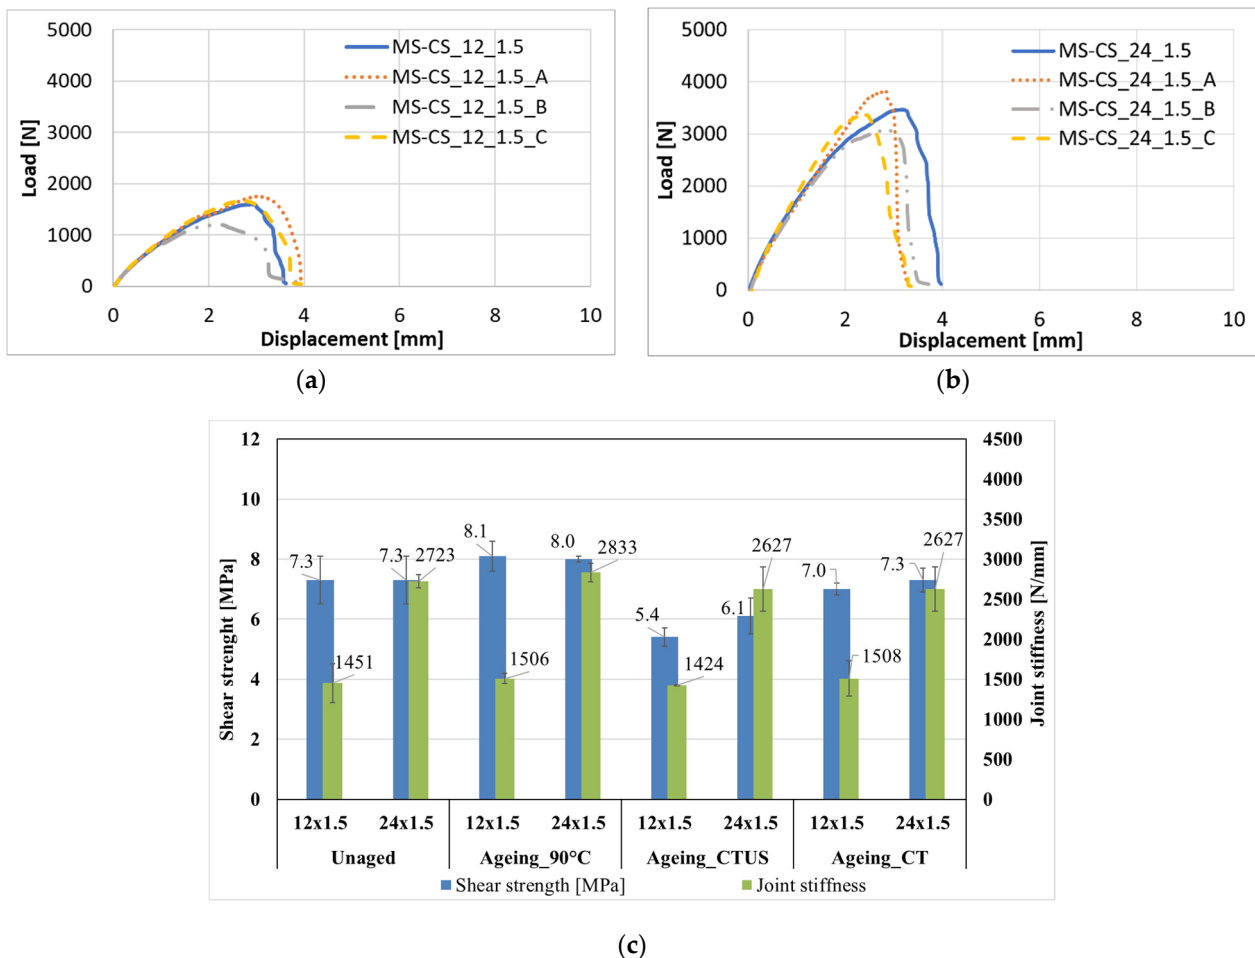 5000
4000
3000
2000
1000
0
Load [N]
MS-CS_12_1.5
MS-CS_12_1.5_A
MS-CS_12_1.5_B
MS-CS_12_1.5_C
0 2 4 6 8 10
Displacement [mm]
(a)
5000
4000
3000
2000
1000
0
Load [N]
MS-CS_24_1.5
MS-CS_24_1.5_A
MS-CS_24_1.5_B
MS-CS_24_1.5_C
0 2 4 6 8 10
Displacement [mm]
(b)
12
10
8
6
4
2
0
Shear strenght [MPa]
7.3
1451
7.3
2723
8.1
1506
8.0
2833
5.4
1424
6.1
2627
7.0
1508
7.3
2627
4500
4000
3500
3000
2500
2000
1500
1000
500
0
Joint stiffness [N/mm]
12x1.5 24x1.5 12x1.5 24x1.5 12x1.5 24x1.5 12x1.5 24x1.5
Unaged Ageing_90°C Ageing_CTUS Ageing_CT
Shear strength [MPa] Joint stiffness
(c)